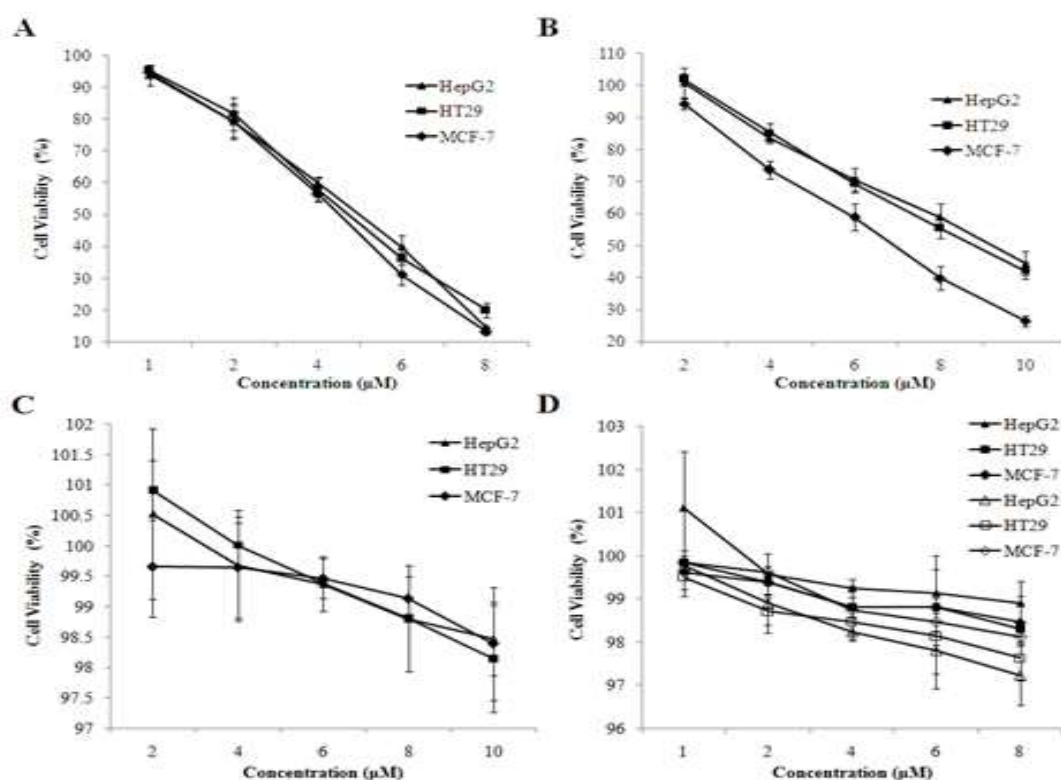 A
100
90
80
70
60
50
40
30
20
10
Cell Viability (%)
HepG2
HT29
MCF-7
1 2 4 6 8
Concentration (µM)
B
110
100
90
80
70
60
50
40
30
20
Cell Viability (%)
HepG2
HT29
MCF-7
2 4 6 8 10
Concentration (µM)
C
102
101.5
101
100.5
100
99.5
99
98.5
98
97.5
97
Cell Viability (%)
HepG2
HT29
MCF-7
2 4 6 8 10
Concentration (µM)
D
103
102
101
100
99
98
97
96
Cell Viability (%)
HepG2
HT29
MCF-7
HepG2
HT29
MCF-7
1 2 4 6 8
Concentration (µM)